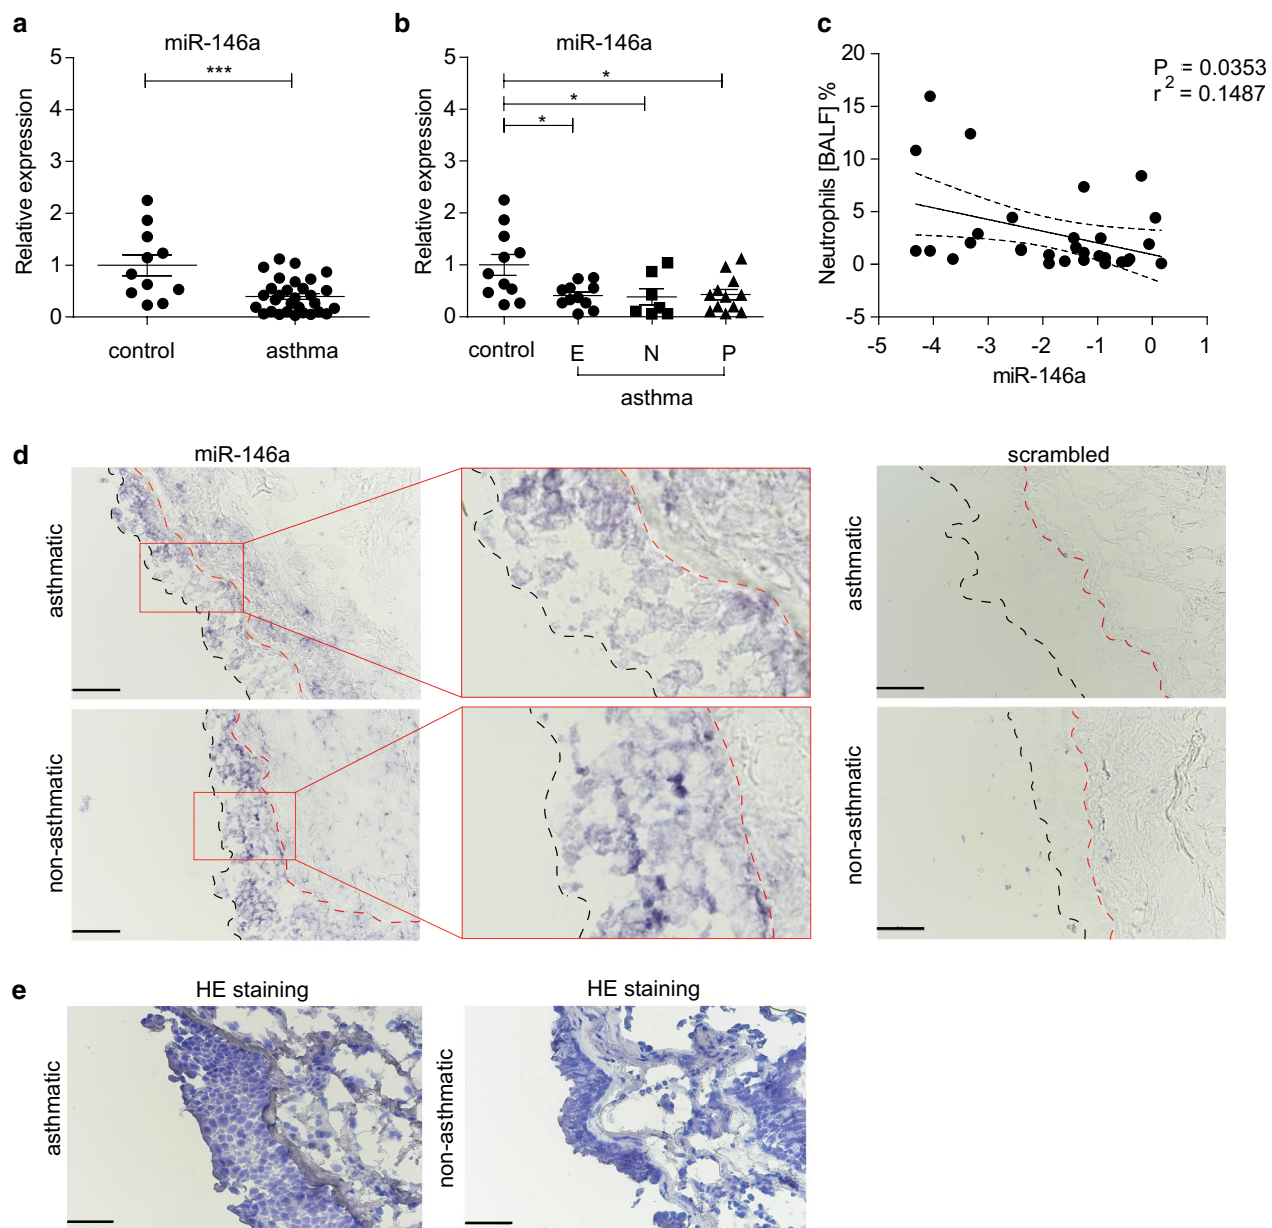 a
miR-146a
5
4
3
2
1
0
Relative expression
***
control
asthma
b
miR-146a
5
4
3
2
1
0
Relative expression
*
*
*
control
E
N
P
asthma
c
20
15
10
5
0
-5
Neutrophils [BALF] %
P = 0.0353
r2 = 0.1487
-5 -4 -3 -2 -1 0 1
miR-146a
d
miR-146a
scrambled
asthmatic
asthmatic
non-asthmatic
non-asthmatic
e
HE staining
HE staining
asthmatic
non-asthmatic